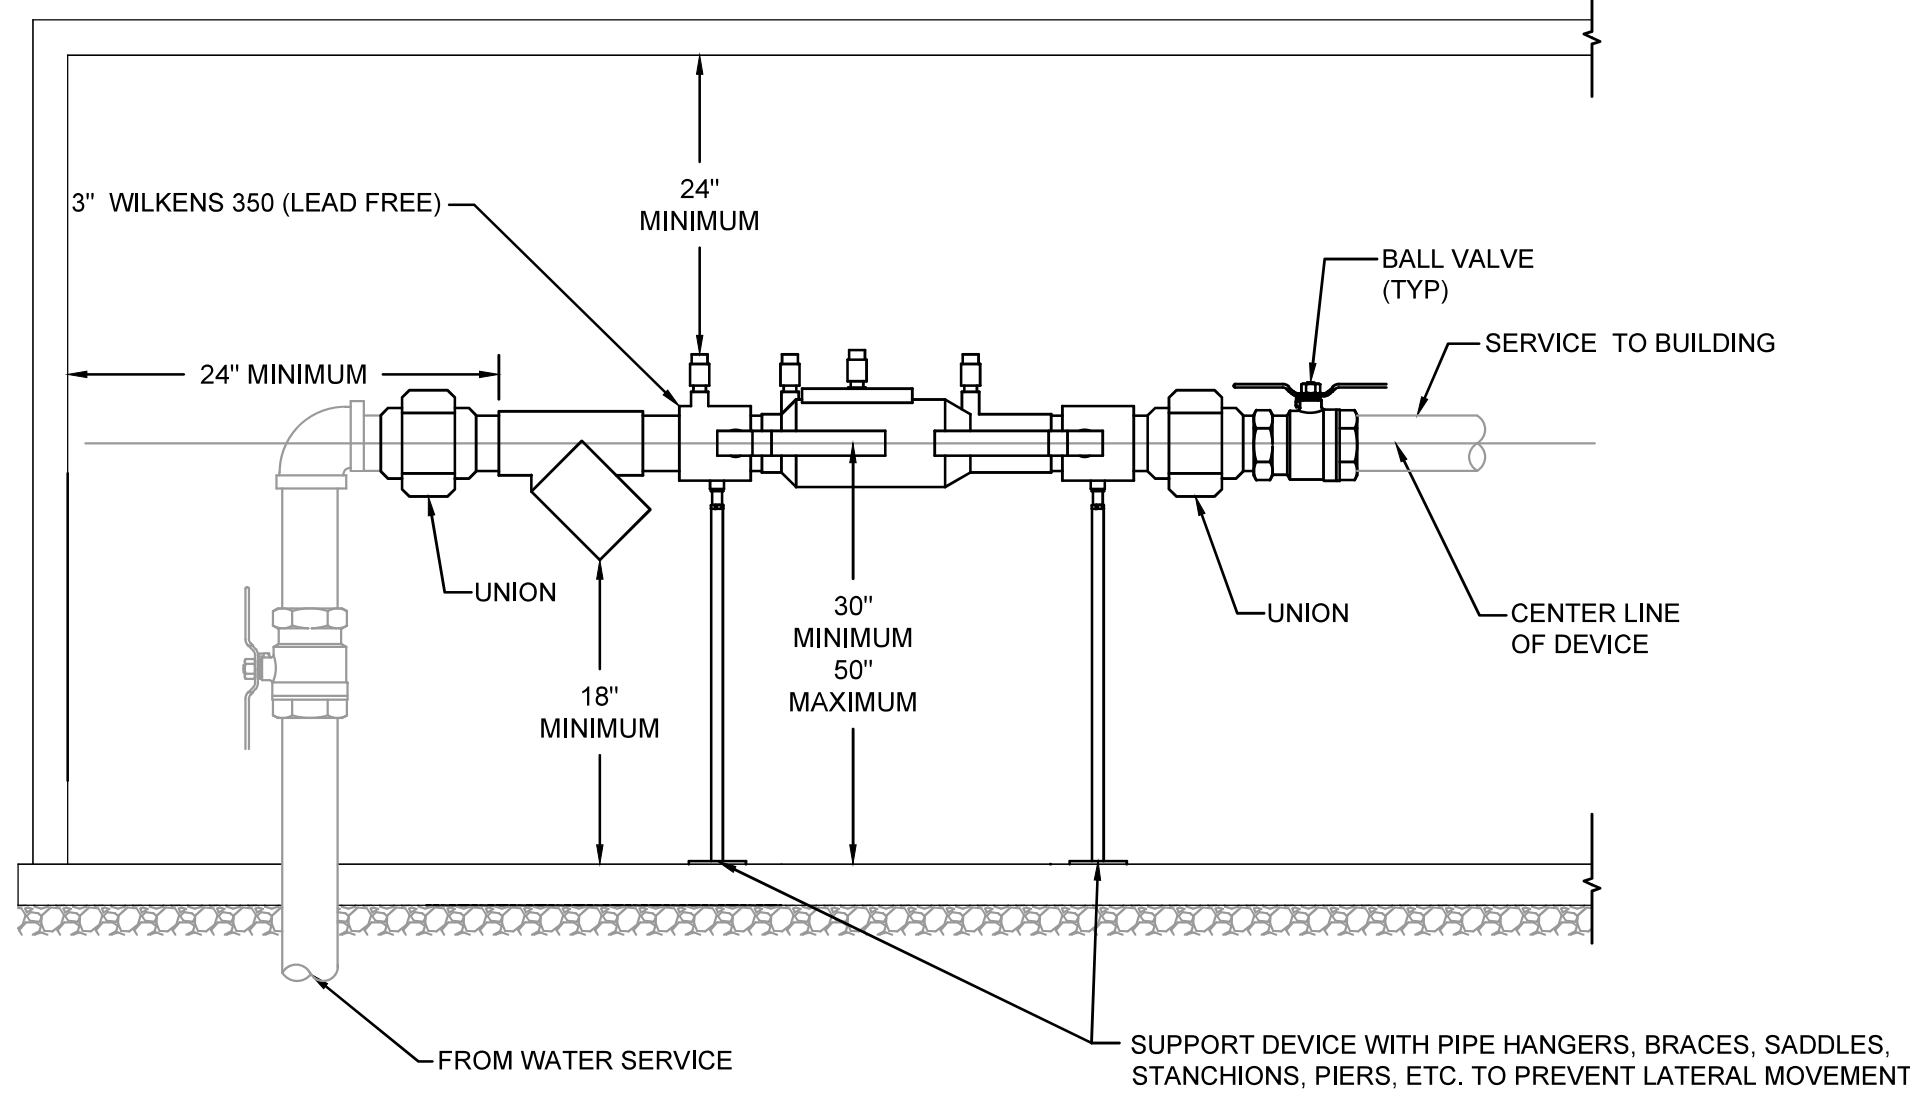 3" WILKENS 350 (LEAD FREE)
24"
MINIMUM
BALL VALVE
(TYP)
SERVICE TO BUILDING
24" MINIMUM
UNION
30"
MINIMUM
50"
MAXIMUM
18"
MINIMUM
UNION
CENTER LINE
OF DEVICE
FROM WATER SERVICE
SUPPORT DEVICE WITH PIPE HANGERS, BRACES, SADDLES,
STANCHIONS, PIERS, ETC. TO PREVENT LATERAL MOVEMENT